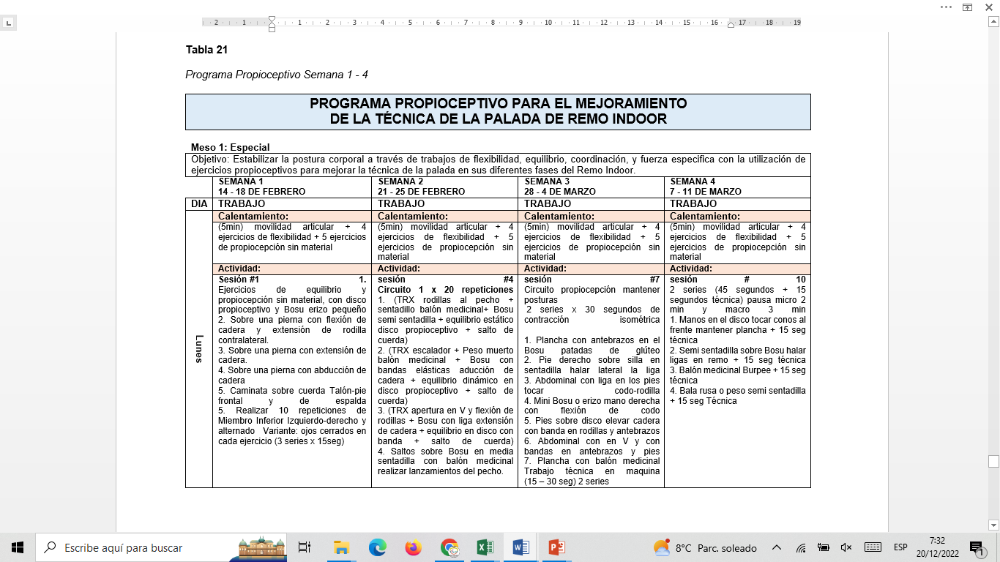 2 1 1 2 3 4 5 6 7 8 9 10 11 12 13 14 15 16 17 18 19
Tabla 21
Programa Propioceptivo Semana 1 - 4
PROGRAMA PROPIOCEPTIVO PARA EL MEJORAMIENTO
DE LA TÉCNICA DE LA PALADA DE REMO INDOOR
Meso 1: Especial
Objetivo: Estabilizar la postura corporal a través de trabajos de flexibilidad, equilibrio, coordinación, y fuerza especifica con la utilización de
ejercicios propioceptivos para mejorar la técnica de la palada en sus diferentes fases del Remo Indoor.
SEMANA 1
14 - 18 DE FEBRERO
SEMANA 2
21 - 25 DE FEBRERO
SEMANA 3
28 - 4 DE MARZO
SEMANA 4
7 - 11 DE MARZO
DIA
TRABAJO
TRABAJO
TRABAJO
TRABAJO
Lunes
Calentamiento:
Calentamiento:
Calentamiento:
Calentamiento:
(5min) movilidad articular + 4
ejercicios de flexibilidad + 5 ejercicios
de propiocepción sin material
(5min) movilidad articular + 4
ejercicios de flexibilidad + 5
ejercicios de propiocepción sin
material
(5min) movilidad articular + 4
ejercicios de flexibilidad + 5
ejercicios de propiocepción sin
material
(5min) movilidad articular + 4
ejercicios de flexibilidad + 5
ejercicios de propiocepción sin
material
Actividad:
Actividad:
Actividad:
Actividad:
Sesión #1 1.
Ejercicios de equilibrio y
propiocepción sin material, con disco
propioceptivo y Bosu erizo pequeño
2. Sobre una pierna con flexión de
cadera y extensión de rodilla
contralateral.
3. Sobre una pierna con extensión de
cadera.
4. Sobre una pierna con abducción de
cadera
5. Caminata sobre cuerda Talón-pie
frontal y de espalda
5. Realizar 10 repeticiones de
Miembro Inferior Izquierdo-derecho y
alternado Variante: ojos cerrados en
cada ejercicio (3 series x 15seg)
sesión #4
Circuito 1 x 20 repeticiones
1. (TRX rodillas al pecho +
sentadillo balón medicinal+ Bosu
semi sentadilla + equilibrio estático
disco propioceptivo + salto de
cuerda)
2. (TRX escalador + Peso muerto
balón medicinal + Bosu con
bandas elásticas aducción de
cadera + equilibrio dinámico en
disco propioceptivo + salto de
cuerda)
3. (TRX apertura en V y flexión de
rodillas + Bosu con liga extensión
de cadera + equilibrio en disco con
banda + salto de cuerda)
4. Saltos sobre Bosu en media
sentadilla con balón medicinal
realizar lanzamientos del pecho.
sesión #7
Circuito propiocepción mantener
posturas
2 series x 30 segundos de
contracción isométrica
1. Plancha con antebrazos en el
Bosu patadas de glúteo
2. Pie derecho sobre silla en
sentadilla halar lateral la liga
3. Abdominal con liga en los pies
tocar codo-rodilla
4. Mini Bosu o erizo mano derecha
con flexión de codo
5. Pies sobre disco elevar cadera
con banda en rodillas y antebrazos
6. Abdominal con en V y con
bandas en antebrazos y pies
7. Plancha con balón medicinal
Trabajo técnica en maquina
(15 – 30 seg) 2 series
sesión # 10
2 series (45 segundos + 15
segundos técnica) pausa micro 2
min y macro 3 min
1. Manos en el disco tocar conos al
frente mantener plancha + 15 seg
técnica
2. Semi sentadilla sobre Bosu halar
ligas en remo + 15 seg técnica
3. Balón medicinal Burpee + 15 seg
técnica
4. Bala rusa o peso semi sentadilla
+ 15 seg Técnica
Escribe aquí para buscar
8°C Parc. soleado
ESP
7:32
20/12/2022
1